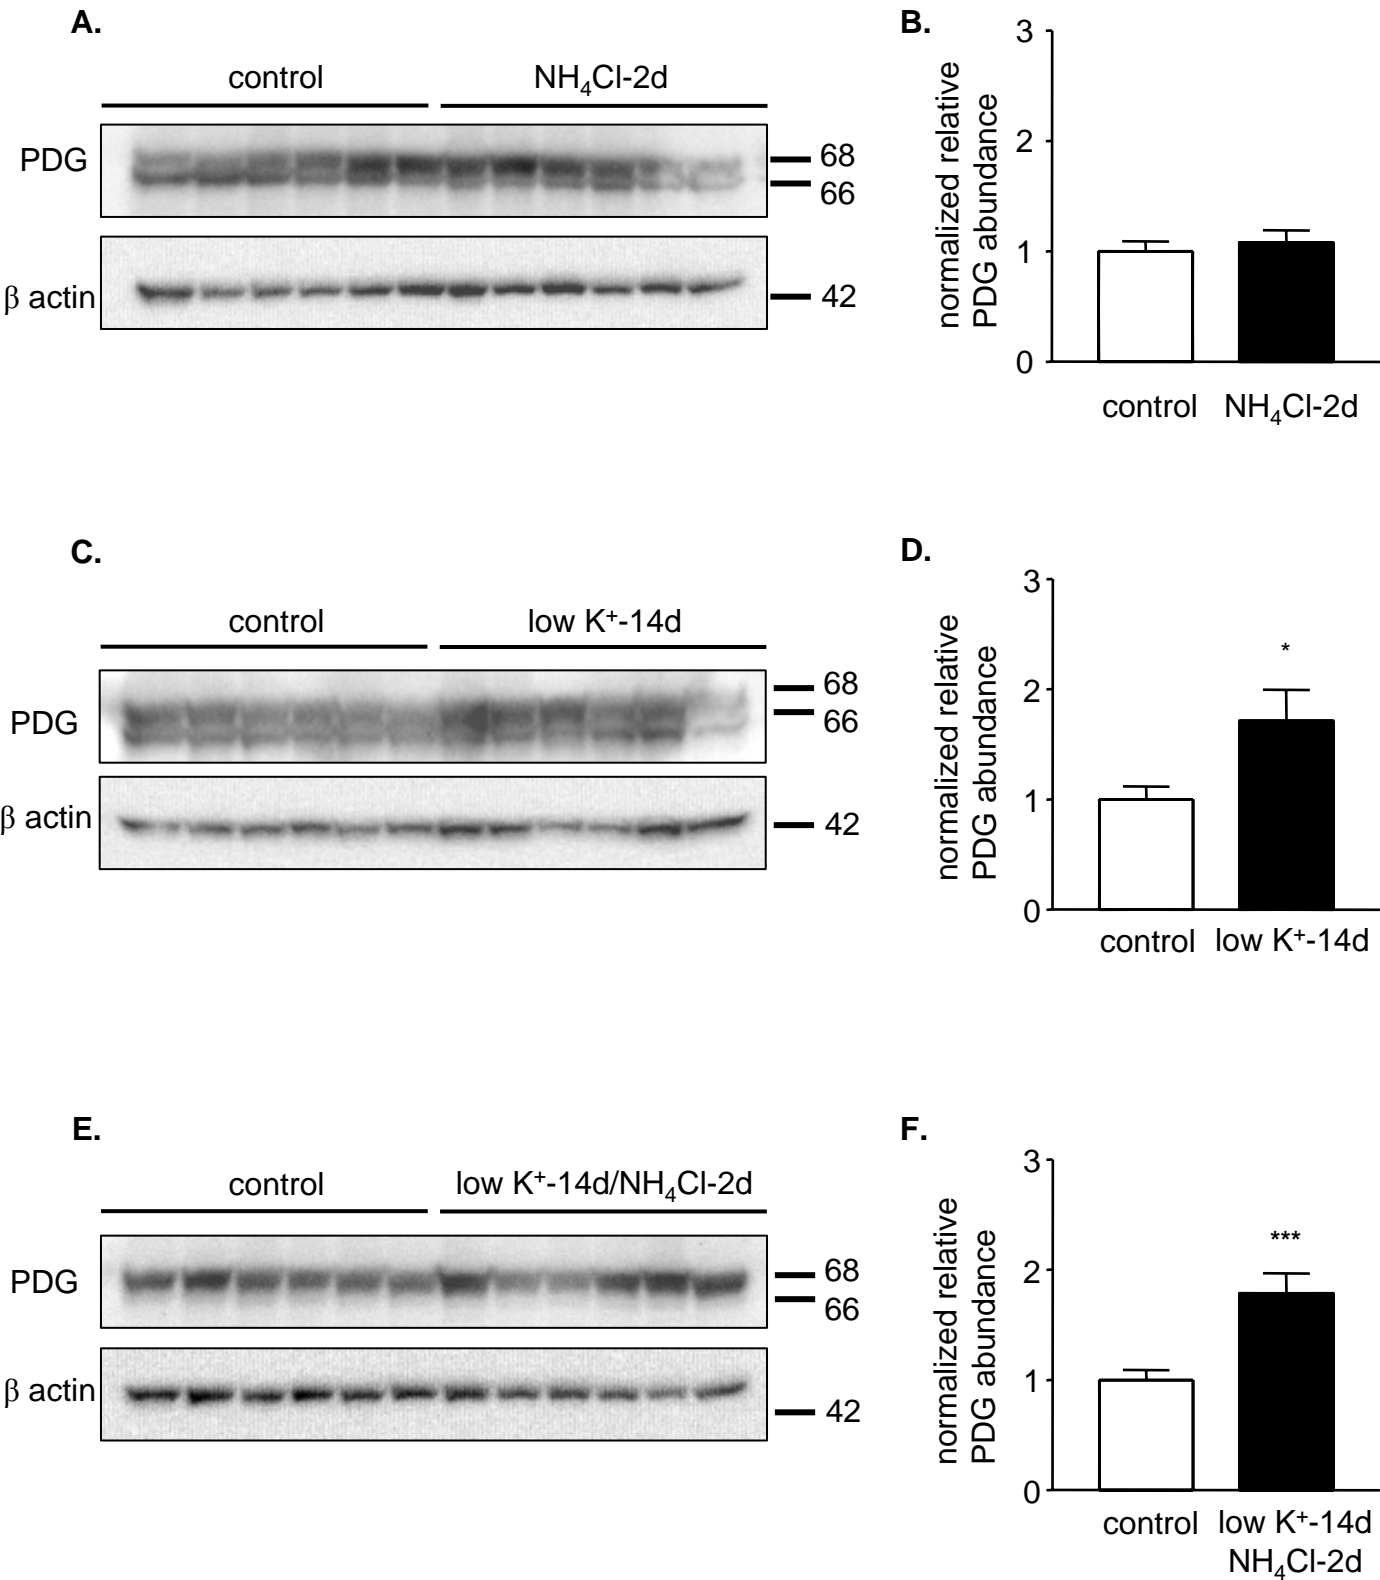 A.
control NH₄Cl-2d
PDG
68
66
β actin
42
B.
normalized relative
PDG abundance
3
2
1
0
control NH₄Cl-2d
C.
control low K⁺-14d
PDG
68
66
β actin
42
D.
normalized relative
PDG abundance
3
2
1
0
*
control low K⁺-14d
E.
control low K⁺-14d/NH₄Cl-2d
PDG
68
66
β actin
42
F.
normalized relative
PDG abundance
3
2
1
0
***
control low K⁺-14d
NH₄Cl-2d